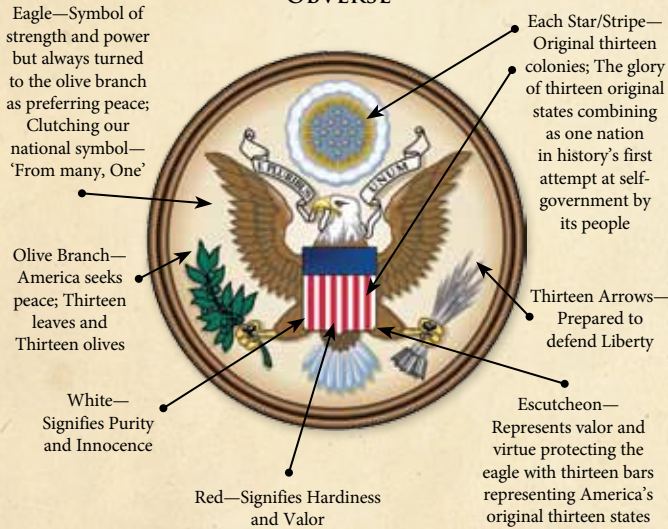 OBVERSE
Eagle—Symbol of
strength and power
but always turned
to the olive branch
as preferring peace;
Clutching our
national symbol—
‘From many, One’
Each Star/Stripe—
Original thirteen
colonies; The glory
of thirteen original
states combining
as one nation
in history’s first
attempt at self-
government by
its people
E PLURIBUS
UNUM
Olive Branch—
America seeks
peace; Thirteen
leaves and
Thirteen olives
Thirteen Arrows—
Prepared to
defend Liberty
White—
Signifies Purity
and Innocence
Escutcheon—
Represents valor and
virtue protecting the
eagle with thirteen bars
representing America’s
original thirteen states
Red—Signifies Hardiness
and Valor